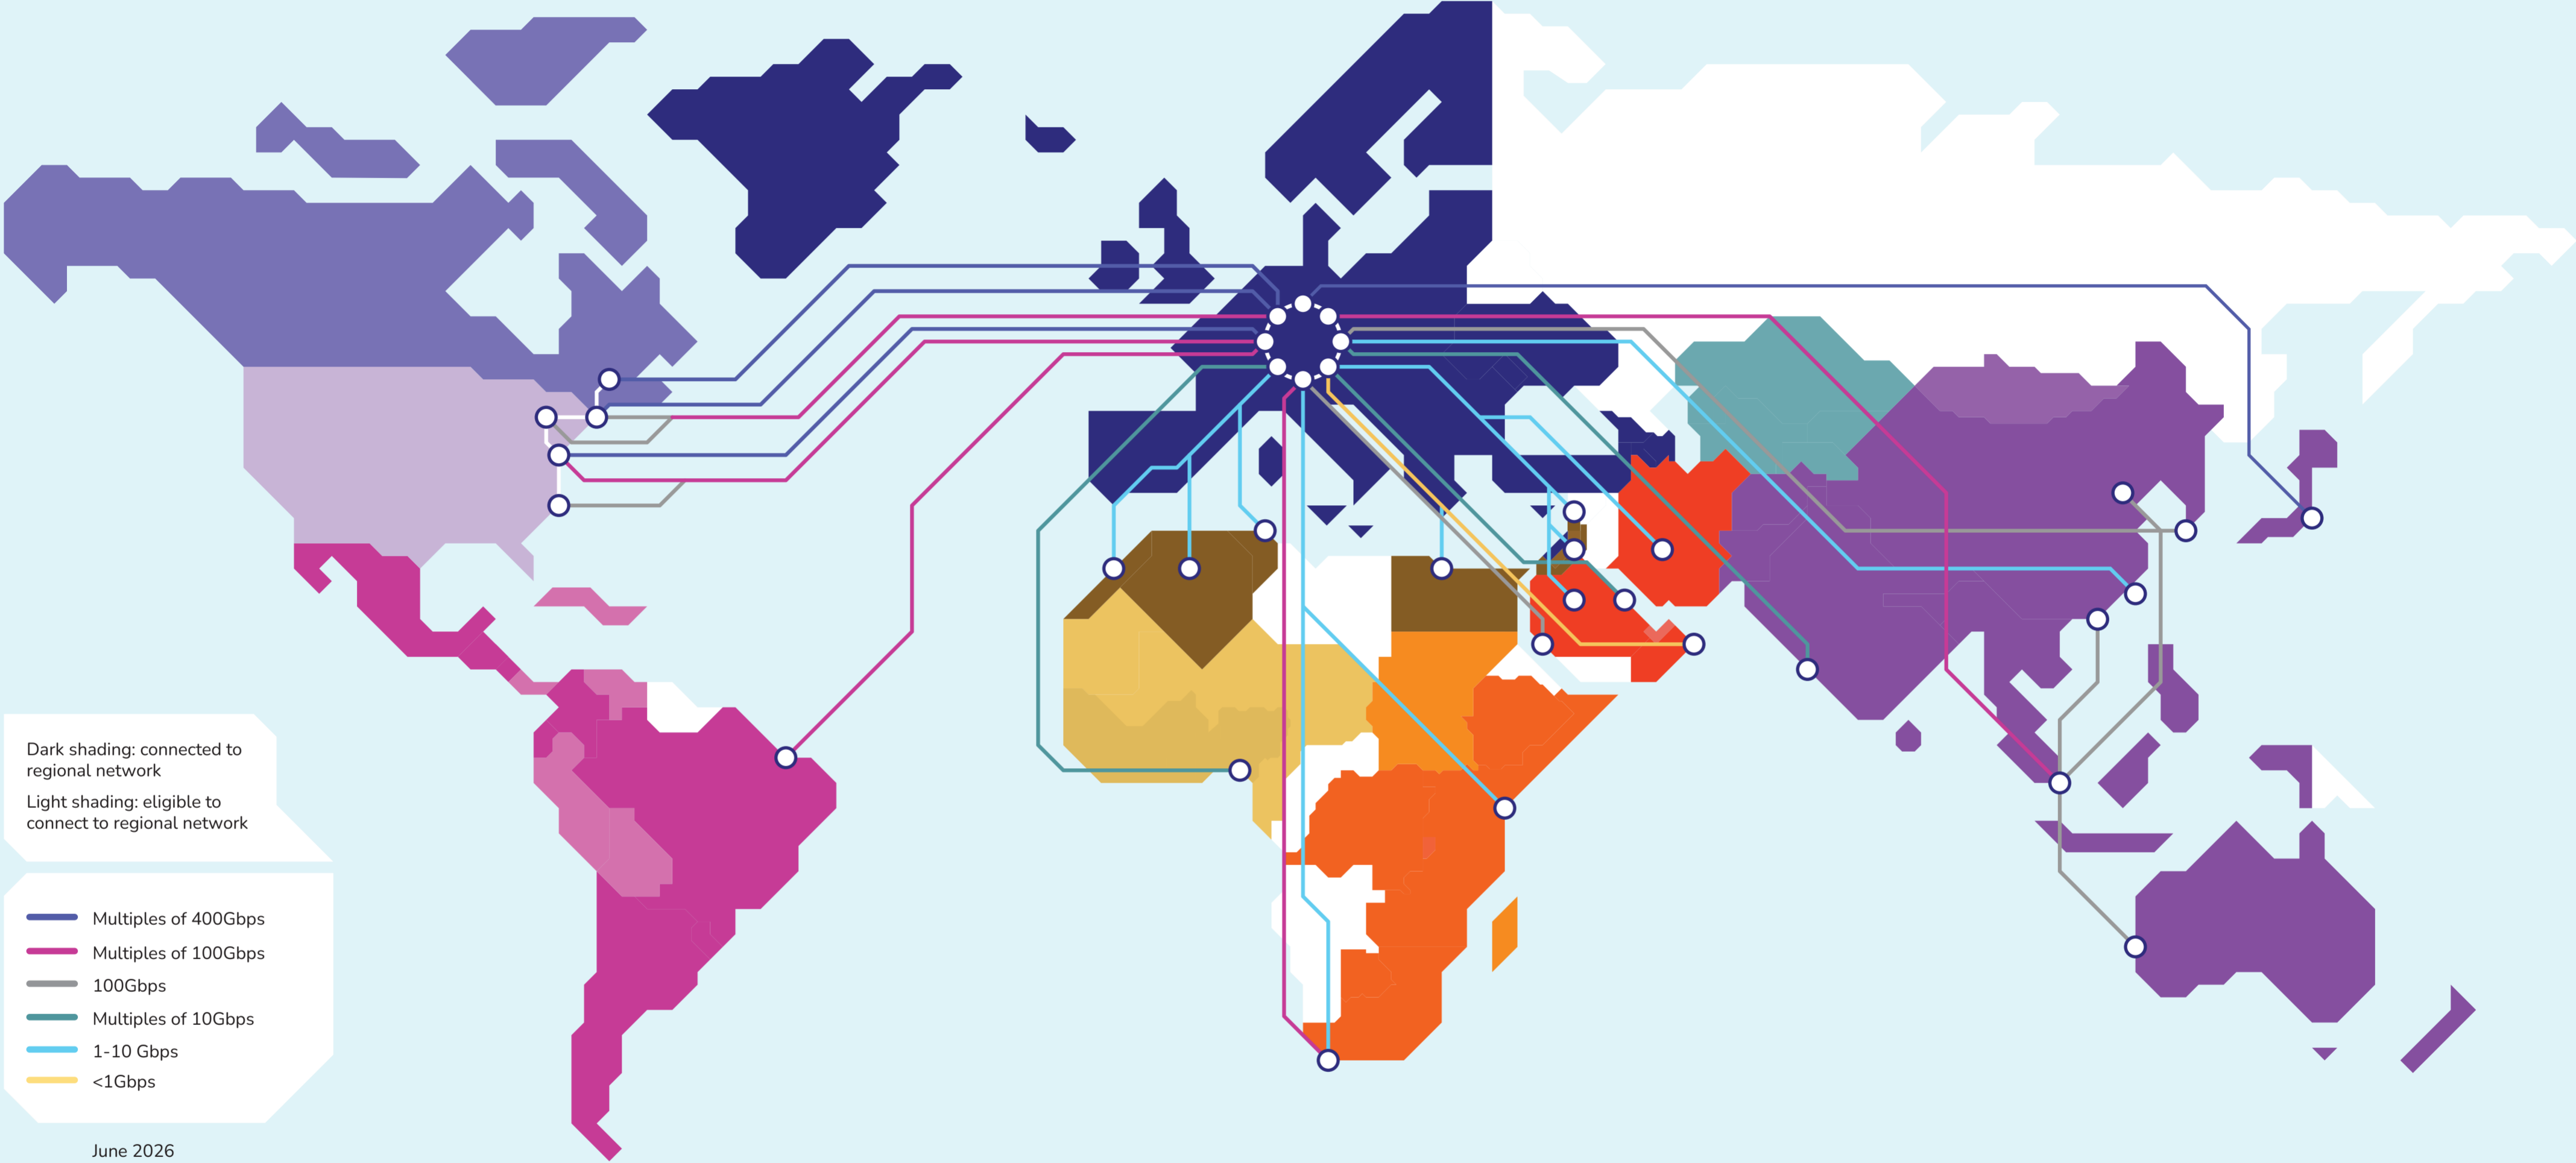 Dark shading: connected to
regional network
Light shading: eligible to
connect to regional network
Multiples of 400Gbps
Multiples of 100Gbps
100Gbps
Multiples of 10Gbps
1-10 Gbps
<1Gbps
June 2026